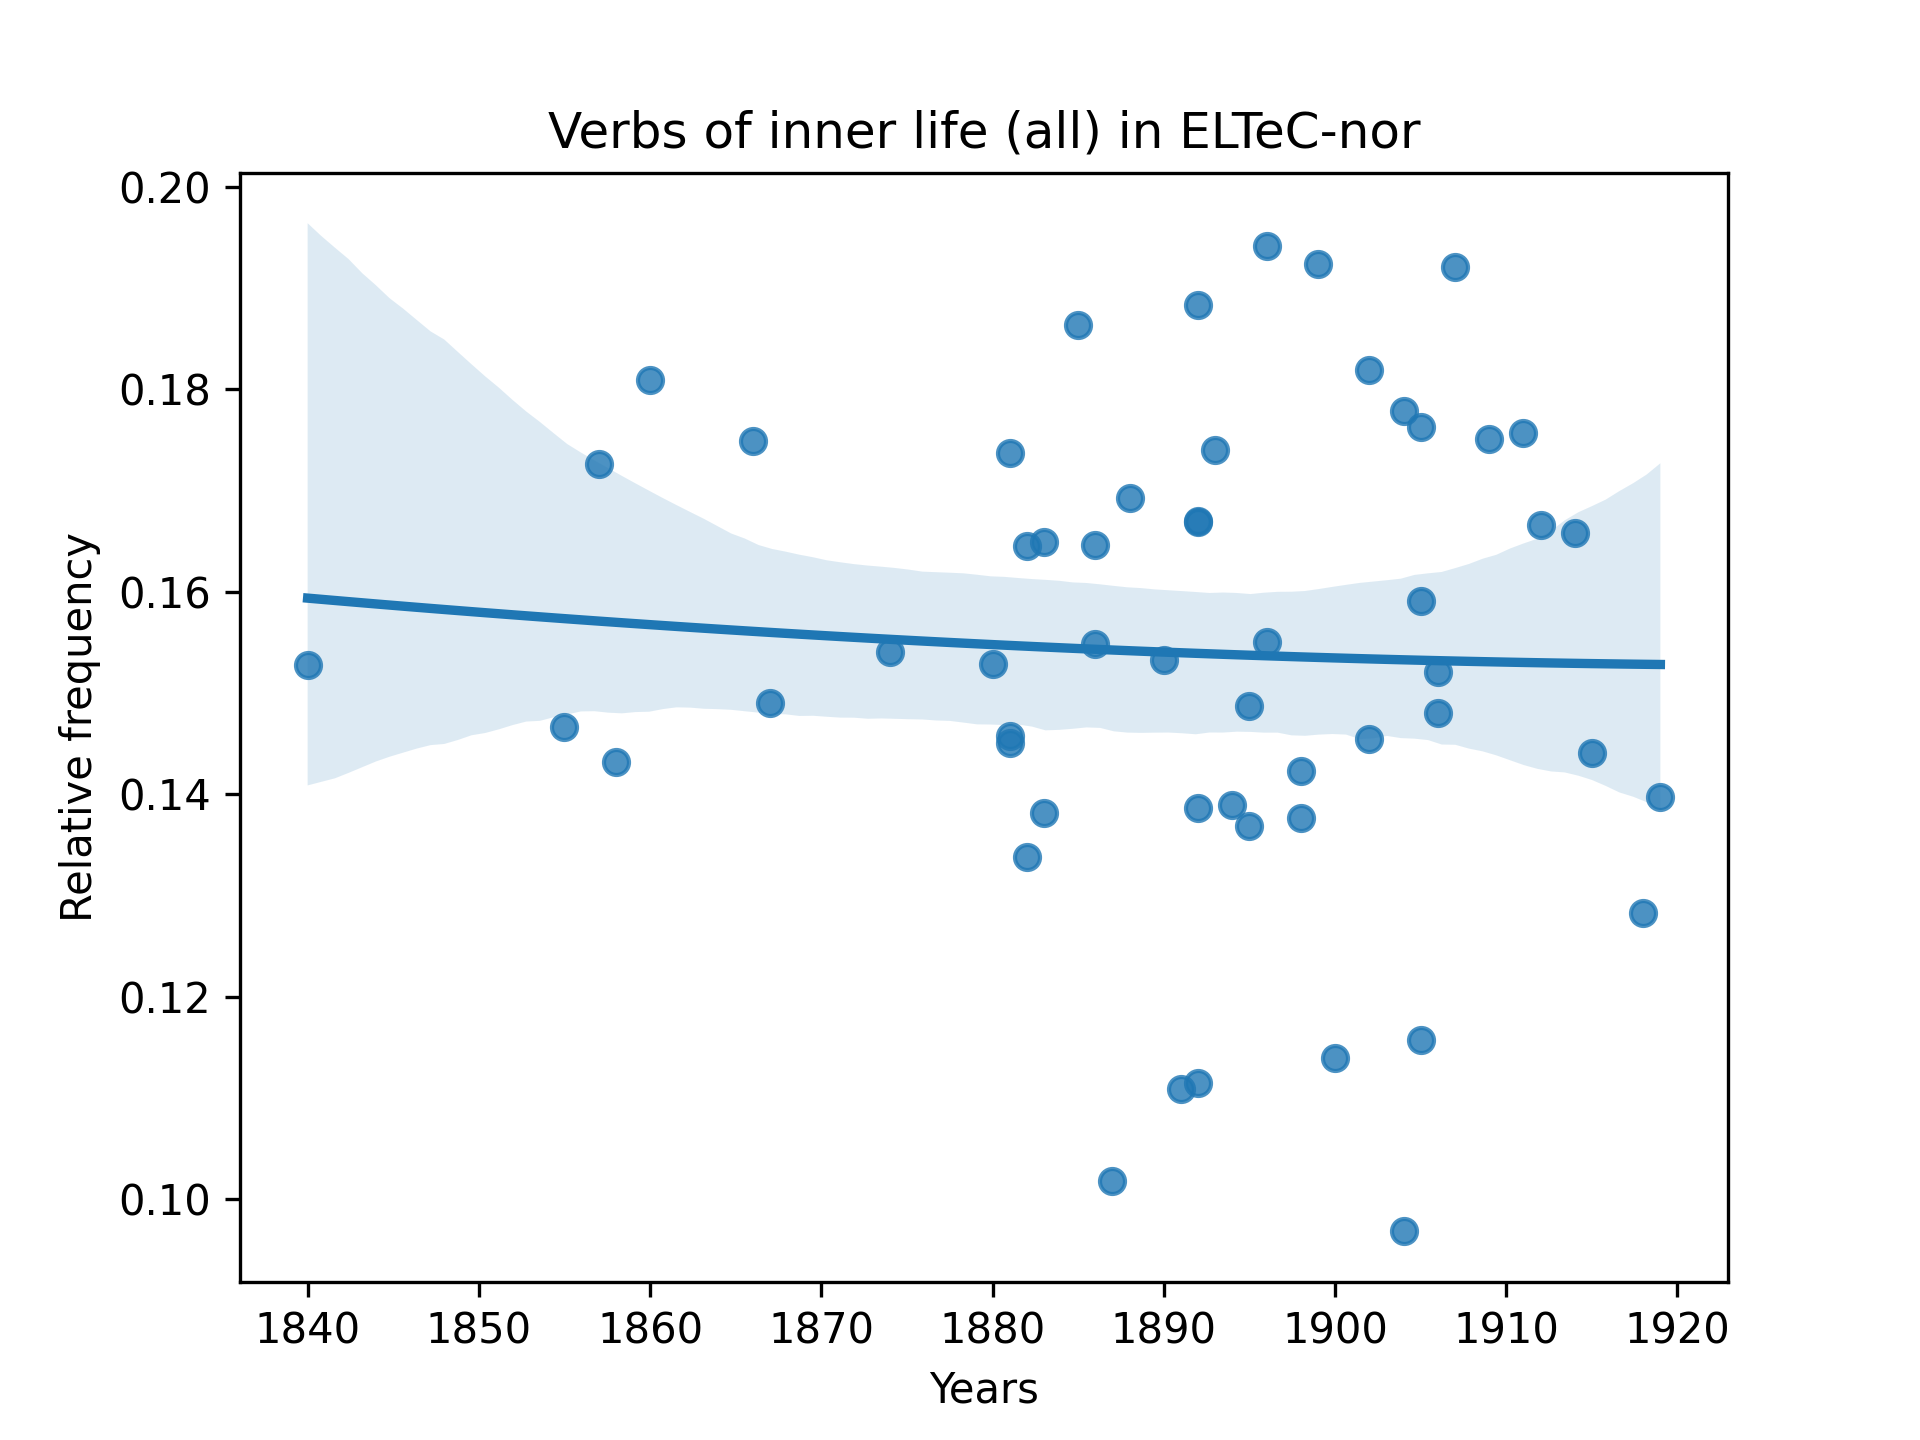 Verbs of inner life (all) in ELTeC-nor
0.20
0.18
0.16
0.14
0.12
0.10
Relative frequency
1840 1850 1860 1870 1880 1890 1900 1910 1920
Years